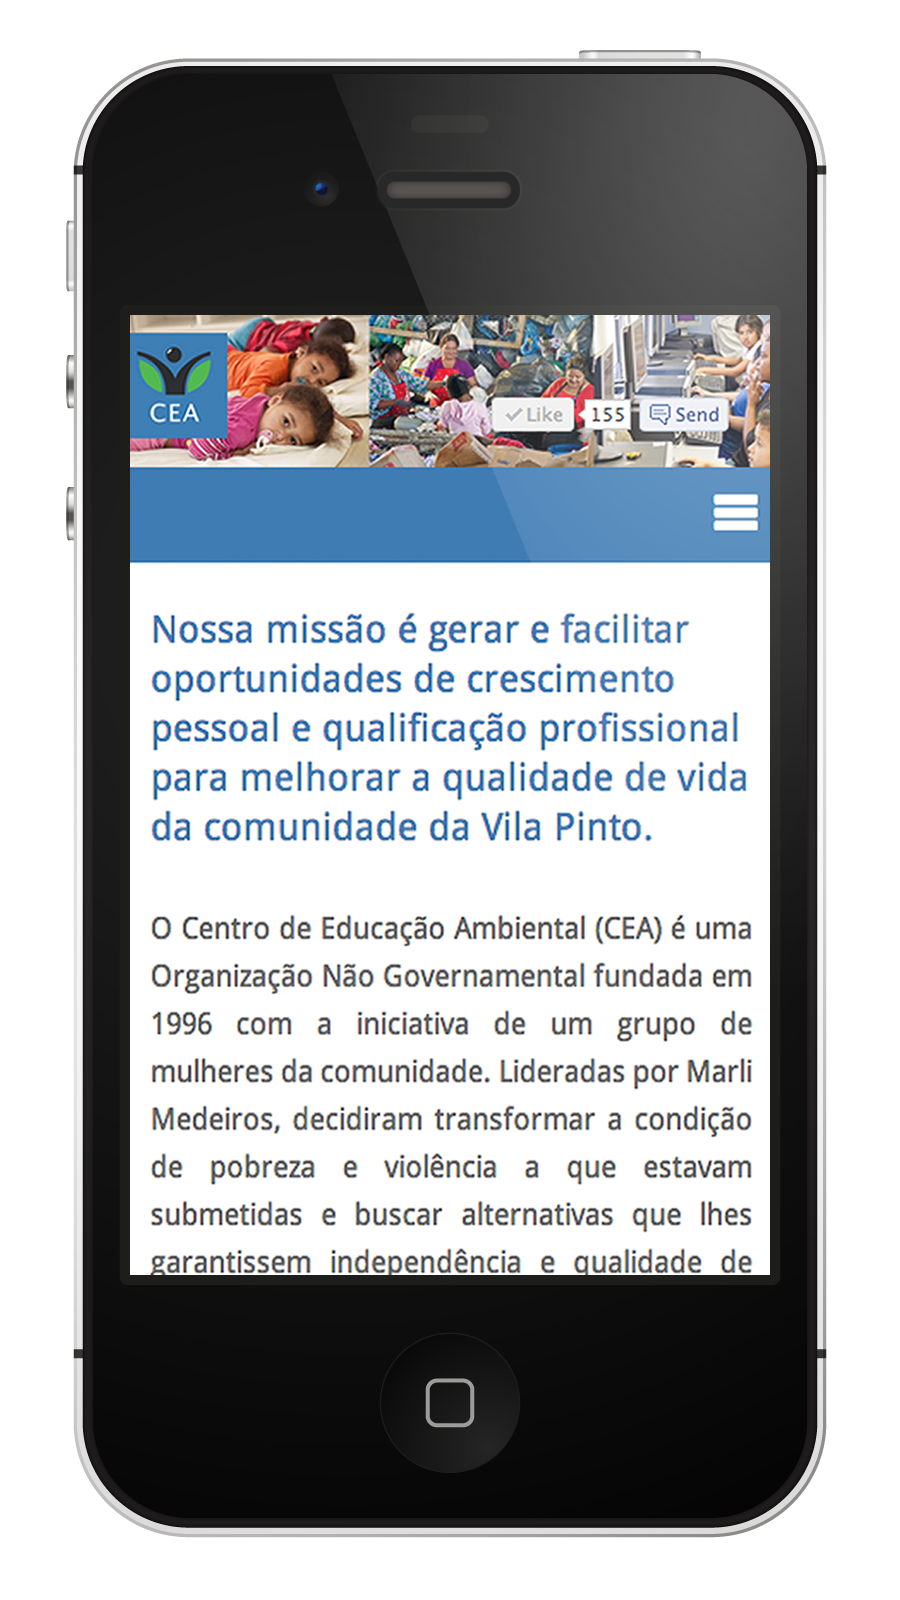 CEA
Like 155 Send
Nossa missão é gerar e facilitar
oportunidades de crescimento
pessoal e qualificação profissional
para melhorar a qualidade de vida
da comunidade da Vila Pinto.
O Centro de Educação Ambiental (CEA) é uma
Organização Não Governamental fundada em
1996 com a iniciativa de um grupo de
mulheres da comunidade. Lideradas por Marli
Medeiros, decidiram transformar a condição
de pobreza e violência a que estavam
submetidas e buscar alternativas que lhes
garantissem independência e qualidade de